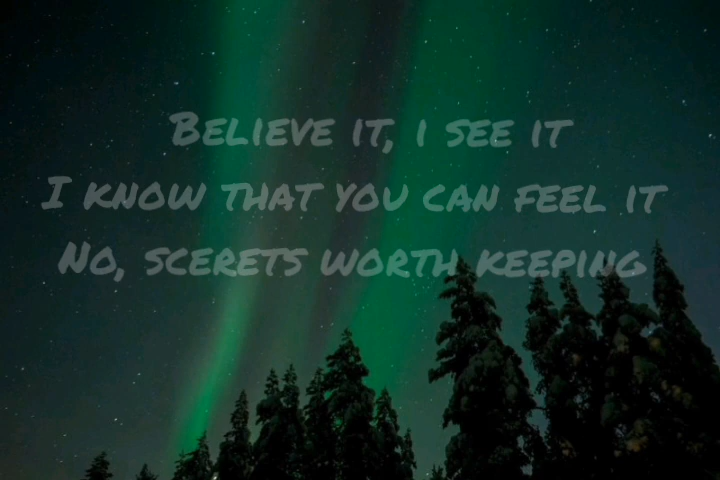 Believe it, i see it
I know that you can feel it
No, scerets worth keeping